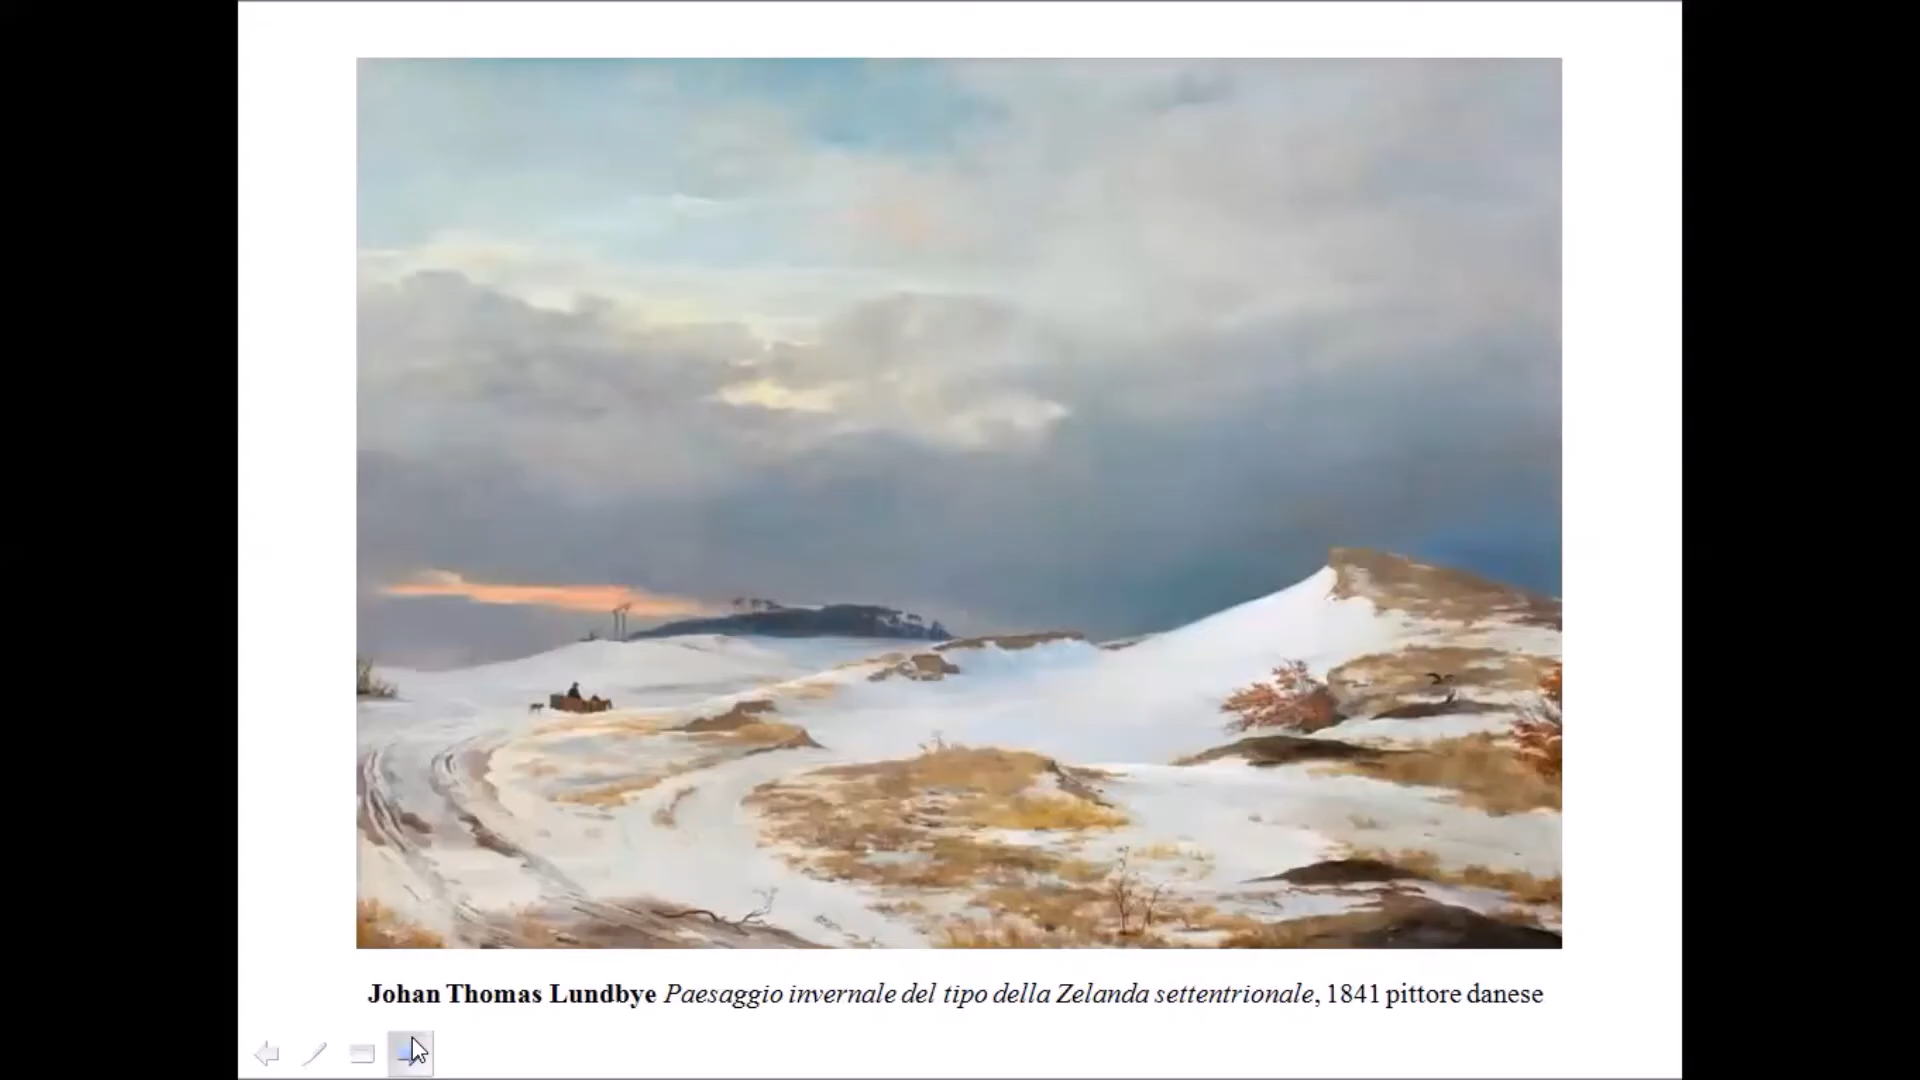 Johan Thomas Lundbye Paesaggio invernale del tipo della Zelanda settentrionale, 1841 pittore danese